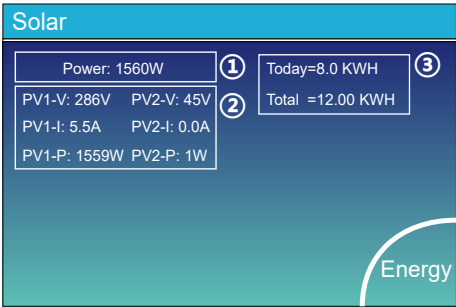 Solar
Power: 1560W
①
PV1-V: 286V PV2-V: 45V
②
PV1-I: 5.5A PV2-I: 0.0A
PV1-P: 1559W PV2-P: 1W
Today=8.0 KWH
③
Total =12.00 KWH
Energy